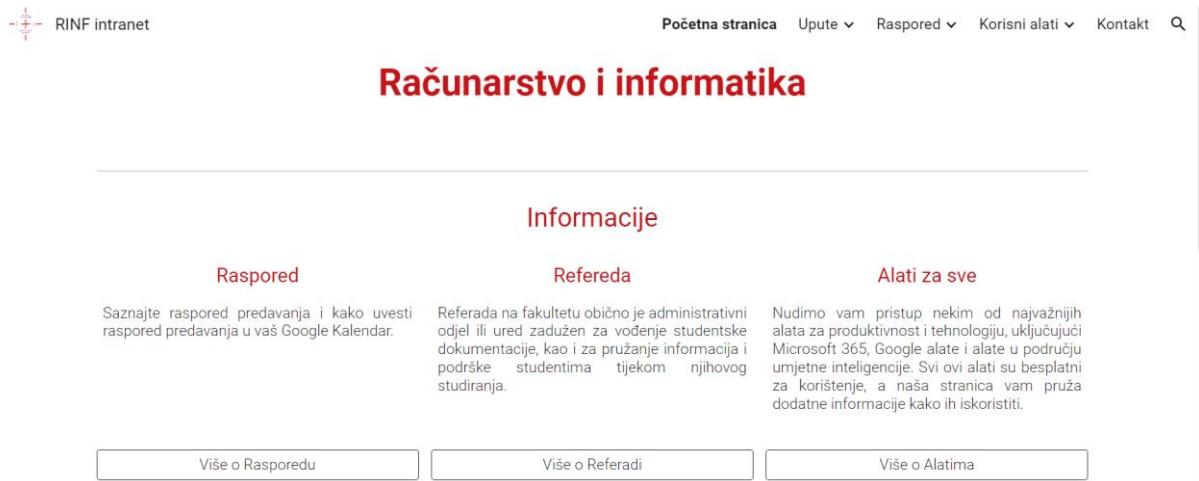 RINF intranet
Početna stranica Upute Raspored Korisni alati Kontakt
Računarstvo i informatika
Informacije
Raspored
Saznajte raspored predavanja i kako uvesti
raspored predavanja u vaš Google Kalendar.
Više o Rasporedu
Refereda
Referada na fakultetu obično je administrativni
odjel ili ured zadužen za vođenje studentske
dokumentacije, kao i za pružanje informacija i
podrške studentima tijekom njihovog
studiranja.
Više o Referadi
Alati za sve
Nudimo vam pristup nekim od najvažnijih
alata za produktivnost i tehnologiju, uključujući
Microsoft 365, Google alate i alate u području
umjetne inteligencije. Svi ovi alati su besplatni
za korištenje, a naša stranica vam pruža
dodatne informacije kako ih iskoristiti.
Više o Alatima